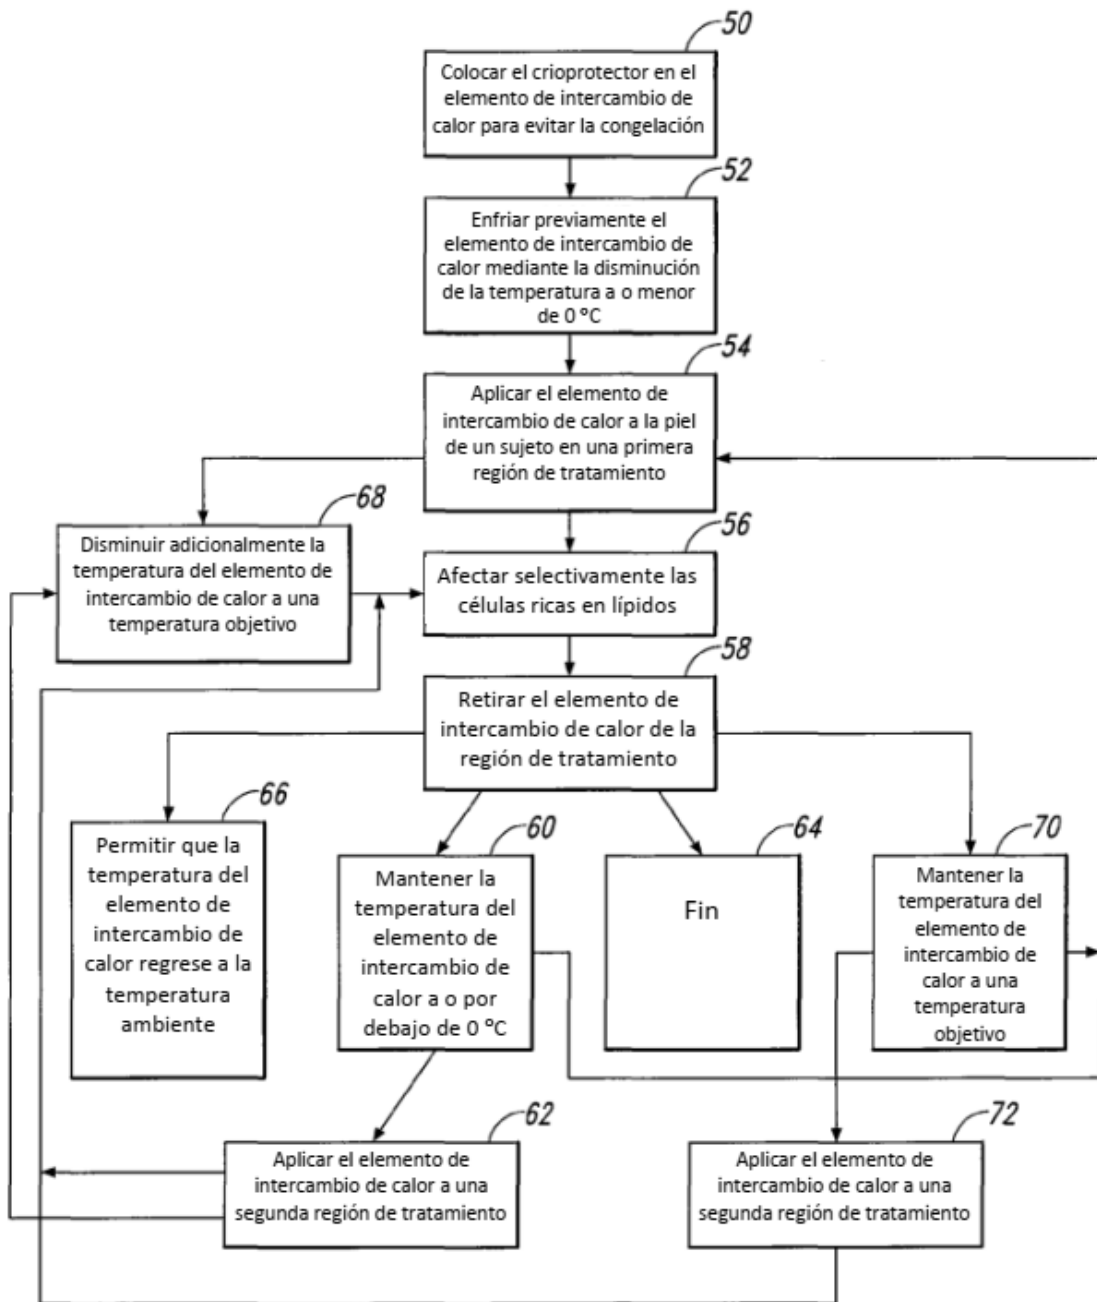 50
Colocar el crioprotector en el
elemento de intercambio de
calor para evitar la congelación
52
Enfriar previamente el
elemento de intercambio de
calor mediante la disminución
de la temperatura a o menor
de 0 °C
54
Aplicar el elemento de
intercambio de calor a la piel
de un sujeto en una primera
región de tratamiento
68
Disminuir adicionalmente la
temperatura del elemento de
intercambio de calor a una
temperatura objetivo
56
Afectar selectivamente las
células ricas en lípidos
58
Retirar el elemento de
intercambio de calor de la
región de tratamiento
66
Permitir que la
temperatura del
elemento de
intercambio de
calor regrese a la
temperatura
ambiente
60
Mantener la
temperatura del
elemento de
intercambio de
calor a o por
debajo de 0 °C
64
Fin
70
Mantener la
temperatura del
elemento de
intercambio de
calor a una
temperatura
objetivo
62
Aplicar el elemento de
intercambio de calor a una
segunda región de tratamiento
72
Aplicar el elemento de
intercambio de calor a una
segunda región de tratamiento